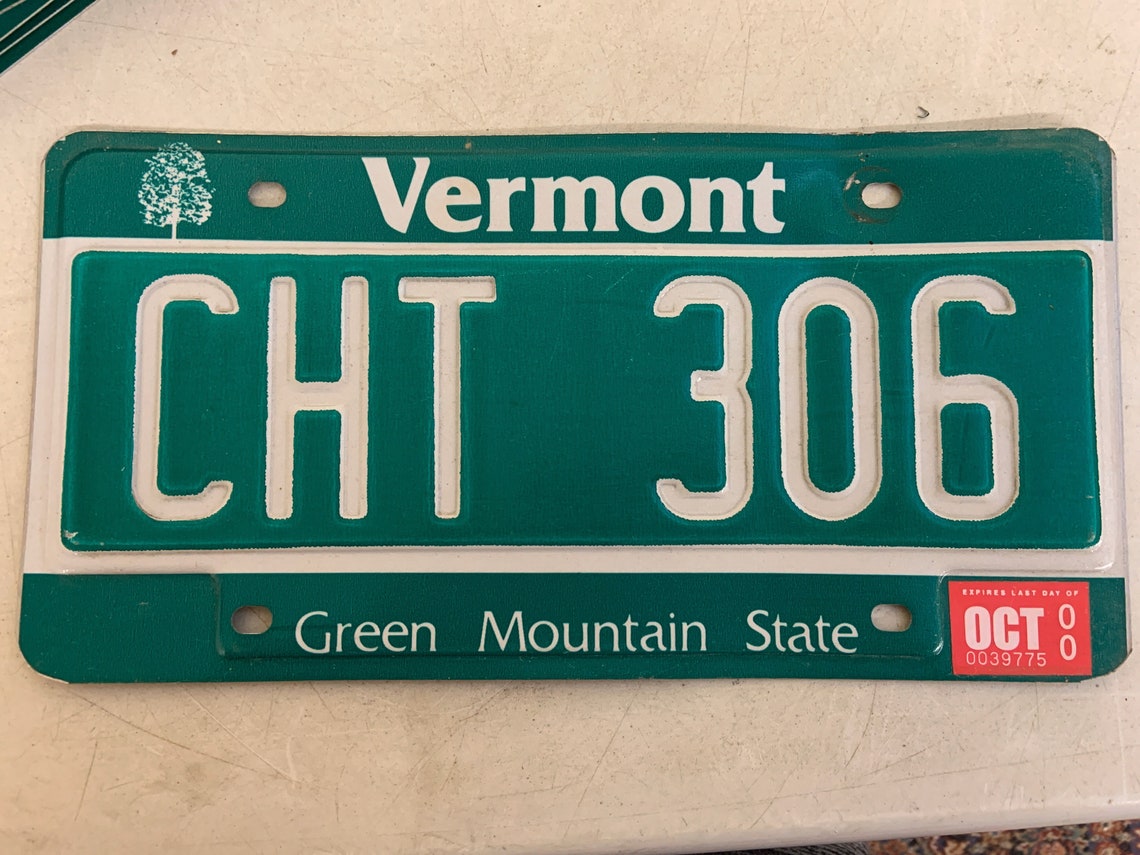 Vermont
CHT 306
Green Mountain State
EXPIRES LAST DAY OF
OCT 00
0039775